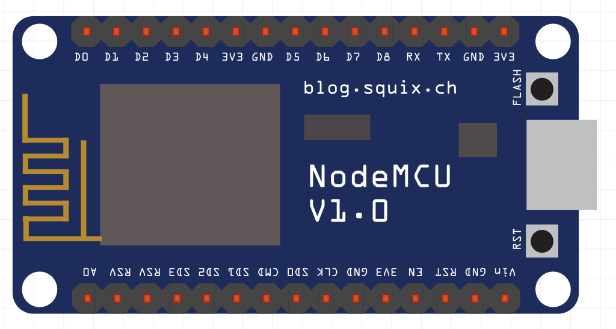 D0 D1 D2 D3 D4 3V3 GND D5 D6 D7 D8 RX TX GND 3V3
blog.squix.ch
FLASH
NodeMCU
V1.0
RST
A0 RSV RSV SD3 SD2 SD1 CMD SD0 CLK GND 3V3 EN RST GND Vin